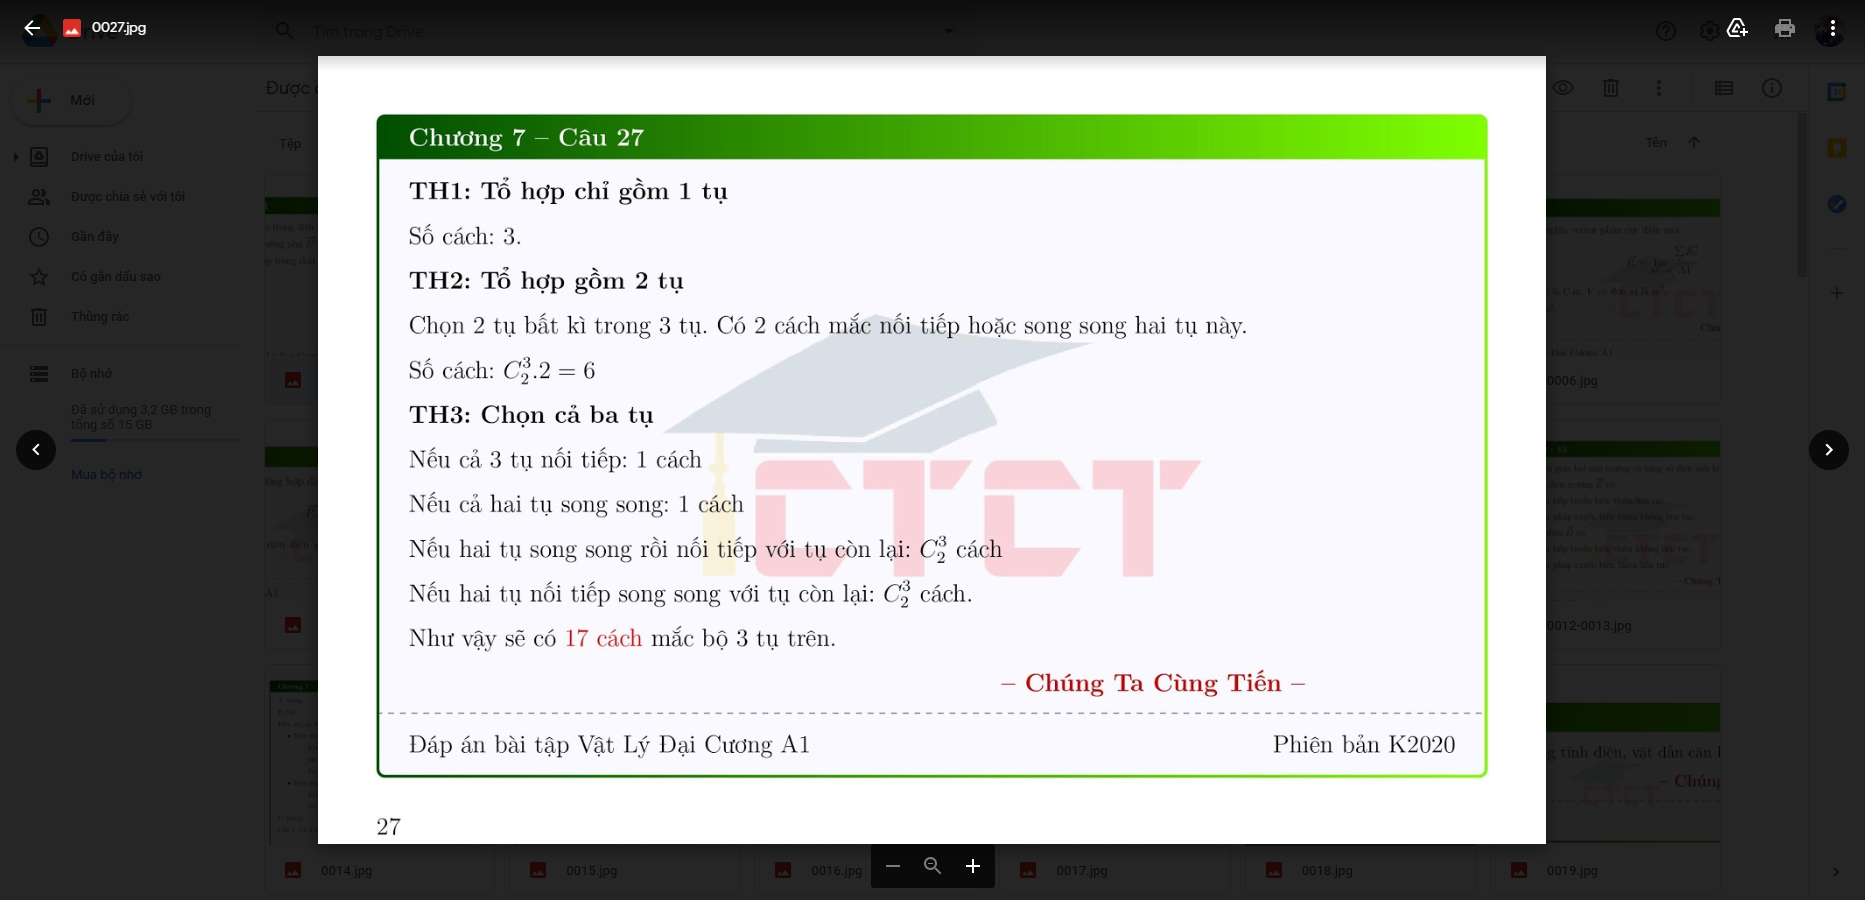 0027.jpg
Tìm trong Drive
Mới
Được c
Tệp
Tên
Drive của tôi
Được chia sẻ với tôi
Gần đây
Có gắn dấu sao
Thùng rác
Bộ nhớ
Đã sử dụng 3,2 GB trong
tổng số 15 GB
Mua bộ nhớ
Chương 7 – Câu 27
TH1: Tổ hợp chỉ gồm 1 tụ
Số cách: 3.
TH2: Tổ hợp gồm 2 tụ
Chọn 2 tụ bất kì trong 3 tụ. Có 2 cách mắc nối tiếp hoặc song song hai tụ này.
Số cách: $C_2^3.2 = 6$
TH3: Chọn cả ba tụ
Nếu cả 3 tụ nối tiếp: 1 cách
Nếu cả hai tụ song song: 1 cách
Nếu hai tụ song song rồi nối tiếp với tụ còn lại: $C_2^3$ cách
Nếu hai tụ nối tiếp song song với tụ còn lại: $C_2^3$ cách.
Như vậy sẽ có 17 cách mắc bộ 3 tụ trên.
– Chúng Ta Cùng Tiến –
CTCT
Đáp án bài tập Vật Lý Đại Cương A1
Phiên bản K2020
27
0006.jpg
0012-0013.jpg
0014.jpg
0015.jpg
0016.jpg
0017.jpg
0018.jpg
0019.jpg